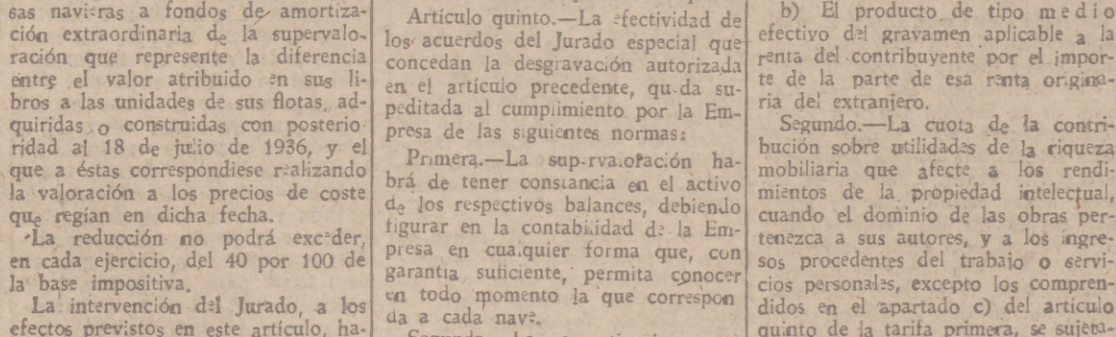 sas navieras a fondos de amortiza-
ción extraordinaria de la supervalo-
ración que represente la diferencia
entre el valor atribuido en sus li-
bros a las unidades de sus flotas, ad-
quiridas o construidas con posterio
ridad al 18 de julio de 1936, y el
que a éstas correspondiese realizando
la valoración a los precios de coste
que regían en dicha fecha.
La reducción no podrá exceder,
en cada ejercicio, del 40 por 100 de
la base impositiva.
La intervención del Jurado, a los
efectos previstos en este artículo, ha-
Artículo quinto.—La efectividad de
los acuerdos del Jurado especial que
concedan la desgravación autorizada
en el artículo precedente, queda su-
peditada al cumplimiento por la Em-
presa de las siguientes normas:
Primera.—La supervaloración ha-
brá de tener constancia en el activo
de los respectivos balances, debiendo
figurar en la contabilidad de la Em-
presa en cualquier forma que, con
garantía suficiente, permita conocer
en todo momento la que correspon
da a cada nave.
b) El producto de tipo medio
efectivo del gravamen aplicable a la
renta del contribuyente por el impor-
te de la parte de esa renta origina-
ria del extranjero.
Segundo.—La cuota de la contri-
bución sobre utilidades de la riqueza
mobiliaria que afecte a los rendi-
mientos de la propiedad intelectual,
cuando el dominio de las obras per-
tenezca a sus autores, y a los ingre-
sos procedentes del trabajo o servi-
cios personales, excepto los compren-
didos en el apartado c) del artículo
quinto de la tarifa primera, se sujeta-